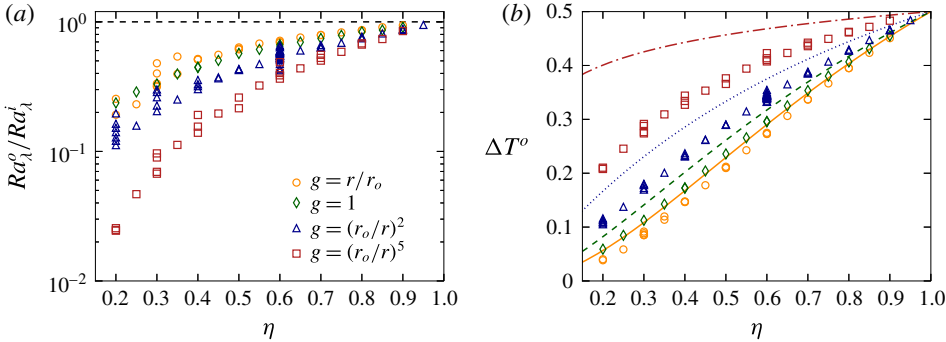 (a)
10⁰
10⁻¹
10⁻²
Ra_λ^o/Ra_λ^i
0.2 0.3 0.4 0.5 0.6 0.7 0.8 0.9 1.0
η
g = r/r_o
g = 1
g = (r_o/r)²
g = (r_o/r)⁵
(b)
0.5
0.4
0.3
0.2
0.1
0
ΔT^o
0.2 0.3 0.4 0.5 0.6 0.7 0.8 0.9 1.0
η